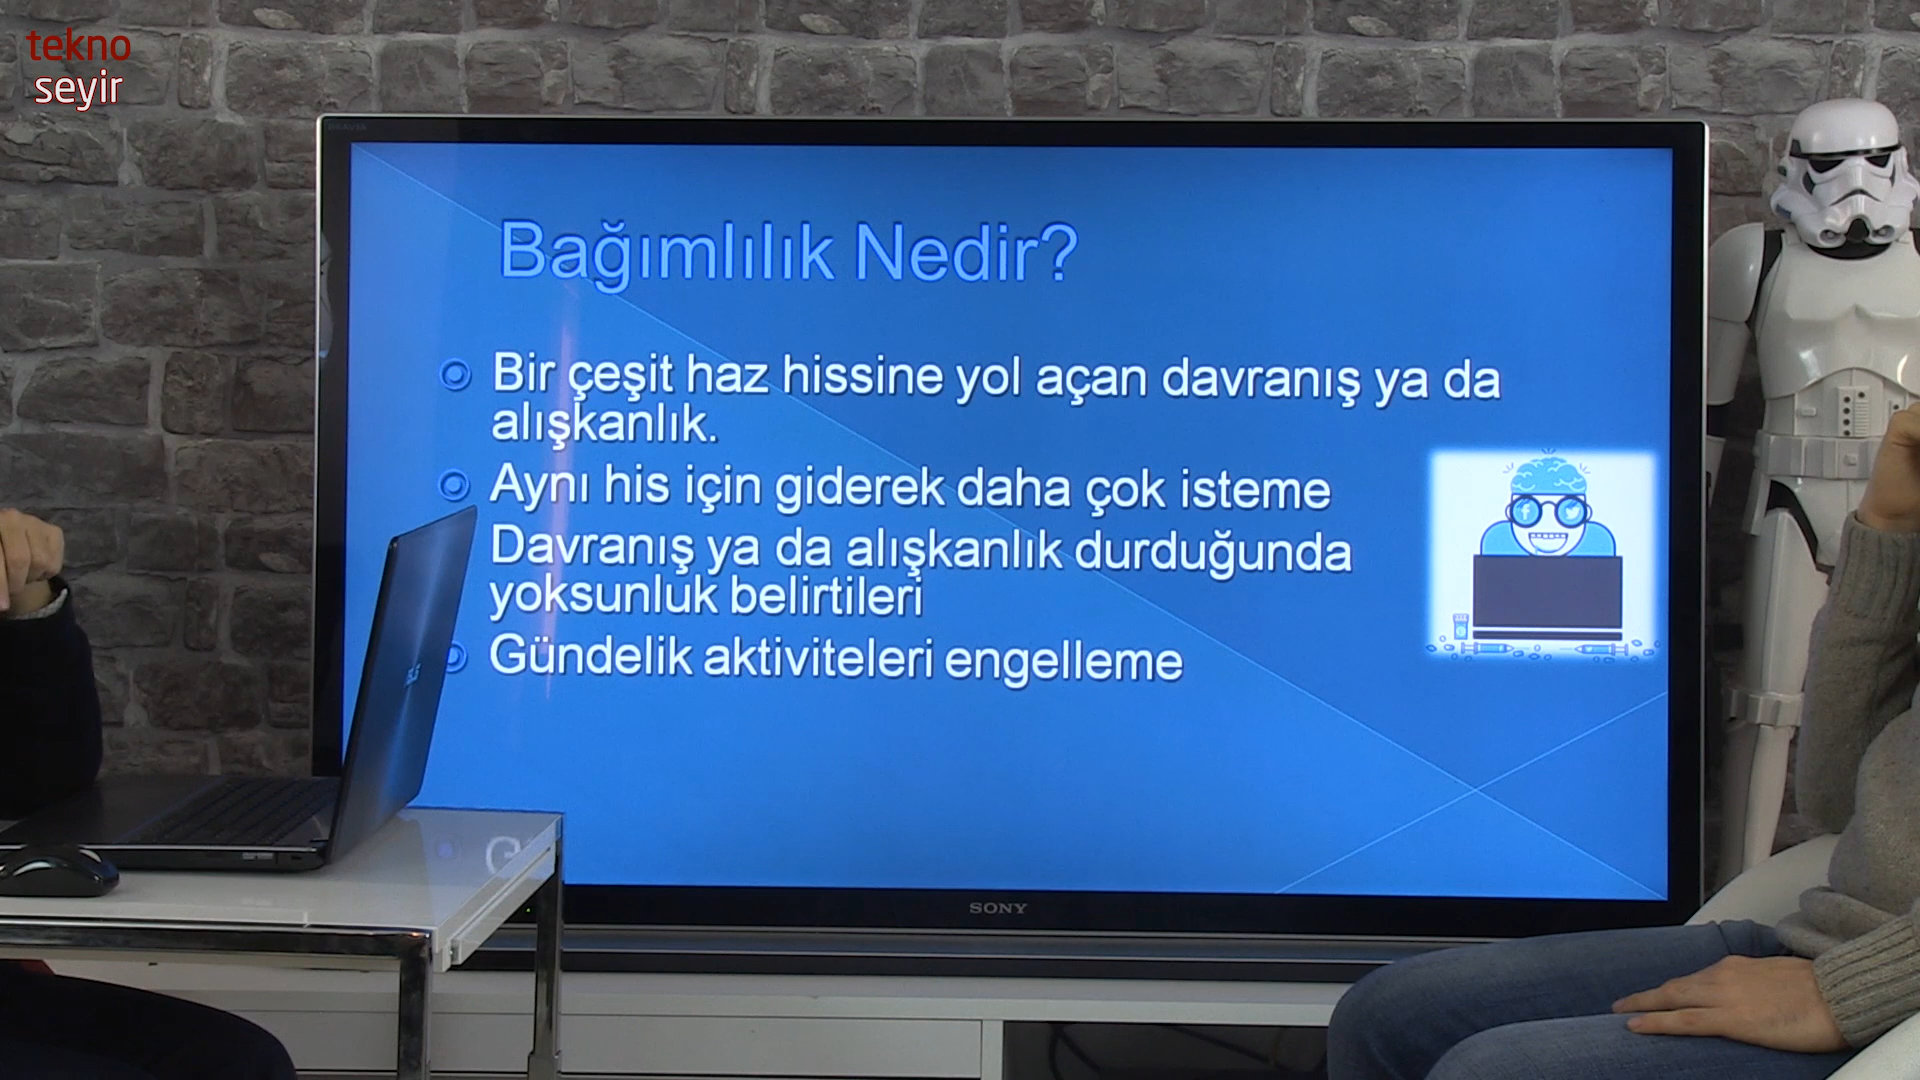 tekno
seyir
Bağımlılık Nedir?
Bir çeşit haz hissine yol açan davranış ya da
alışkanlık.
Aynı his için giderek daha çok isteme
Davranış ya da alışkanlık durduğunda
yoksunluk belirtileri
Gündelik aktiviteleri engelleme
SONY